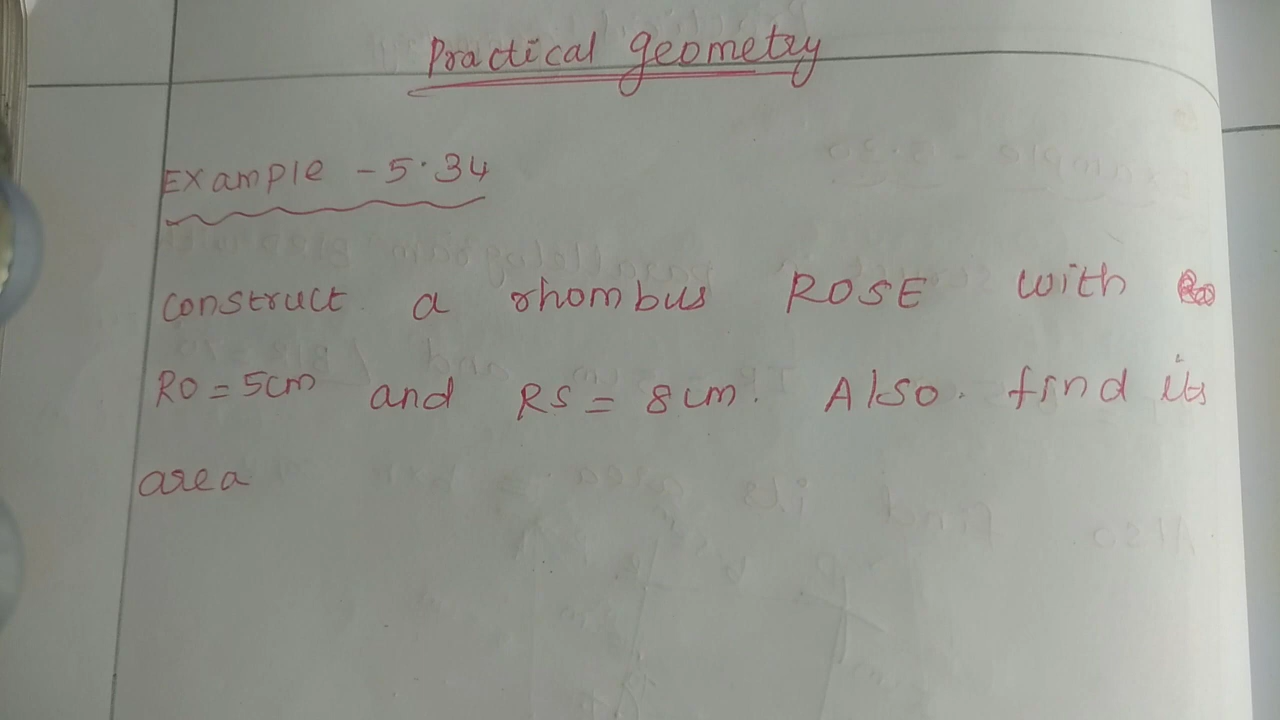 Practical geometry
Example - 5.34
construct a rhombus ROSE with
RO = 5cm and RS = 8cm. Also. find its
area